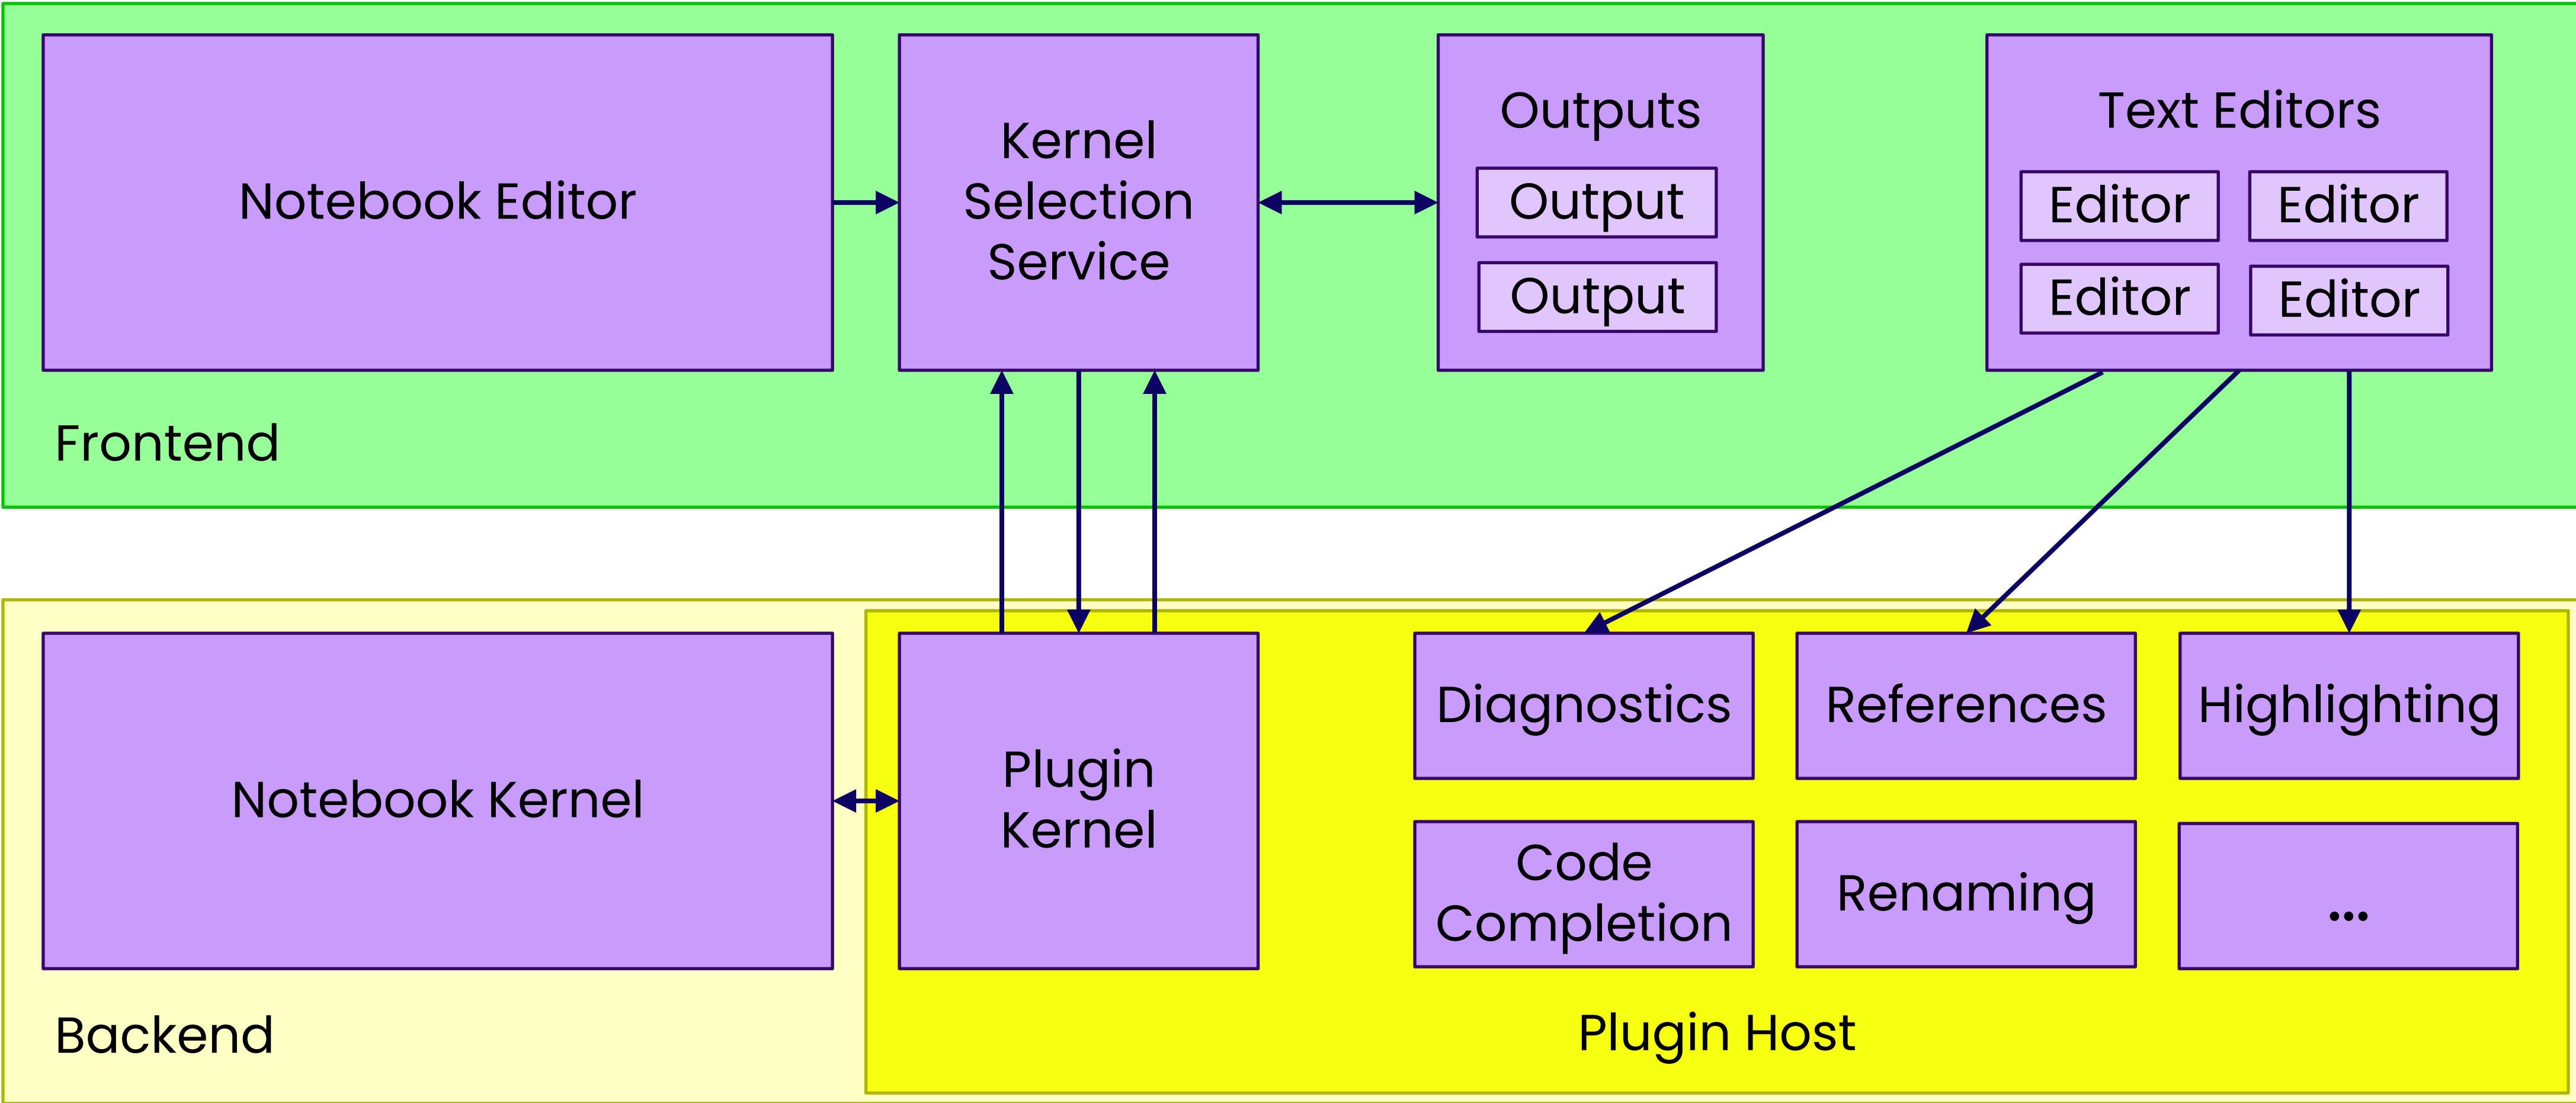 Notebook Editor
Kernel
Selection
Service
Outputs
Output
Output
Text Editors
Editor
Editor
Editor
Editor
Frontend
Notebook Kernel
Plugin
Kernel
Diagnostics
References
Highlighting
Code
Completion
Renaming
...
Backend
Plugin Host